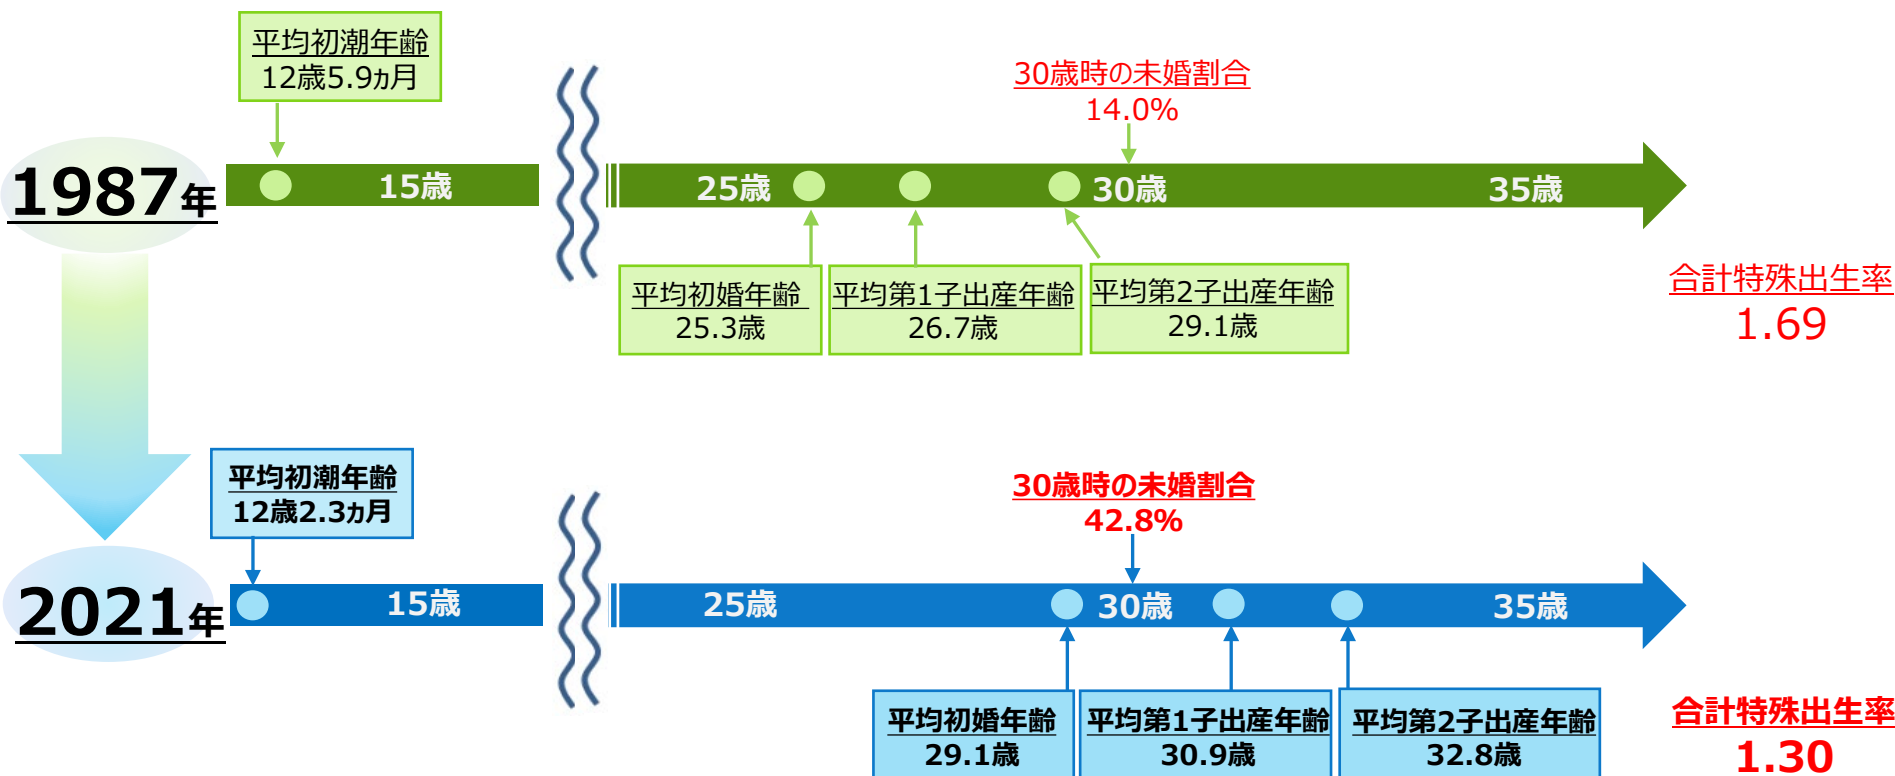 平均初潮年齢
12歳5.9ヵ月
30歳時の未婚割合
14.0%
1987年
15歳
25歳
30歳
35歳
平均初婚年齢
25.3歳
平均第1子出産年齢
26.7歳
平均第2子出産年齢
29.1歳
合計特殊出生率
1.69
平均初潮年齢
12歳2.3ヵ月
30歳時の未婚割合
42.8%
2021年
15歳
25歳
30歳
35歳
平均初婚年齢
29.1歳
平均第1子出産年齢
30.9歳
平均第2子出産年齢
32.8歳
合計特殊出生率
1.30